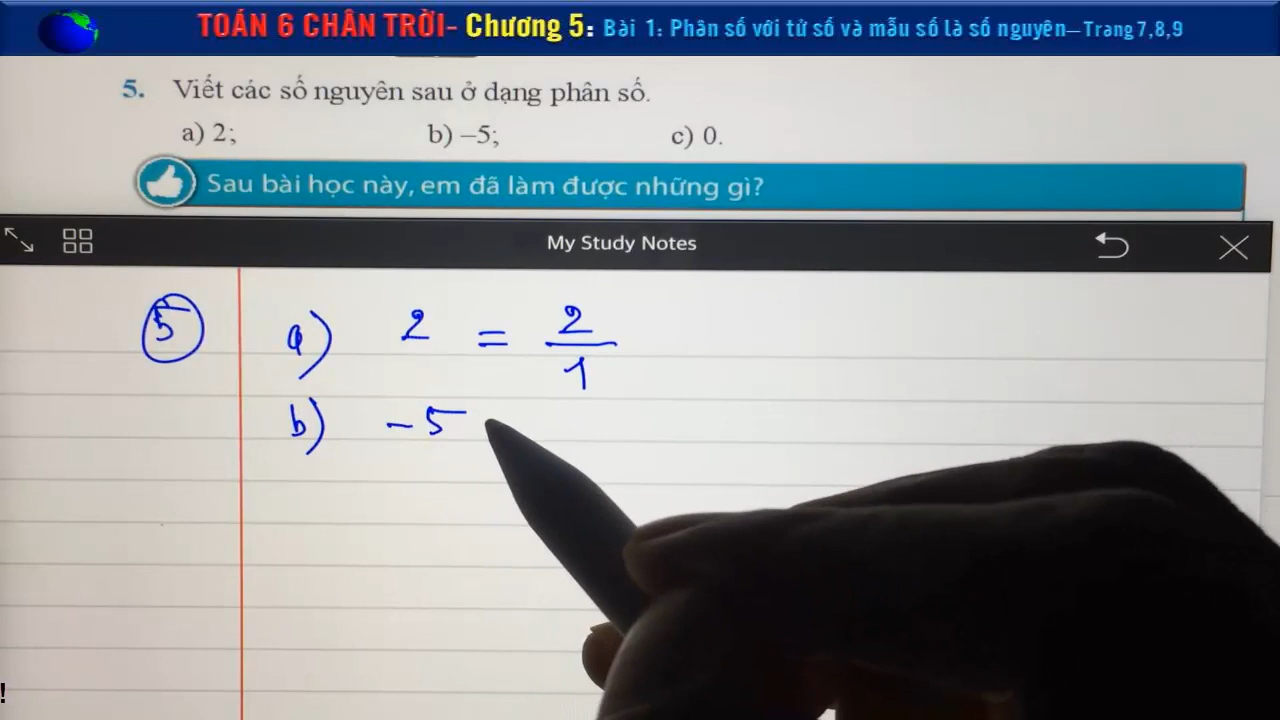 TOÁN 6 CHÂN TRỜI- Chương 5: Bài 1: Phân số với tử số và mẫu số là số nguyên–Trang 7,8,9
5. Viết các số nguyên sau ở dạng phân số.
a) 2; b) –5; c) 0.
Sau bài học này, em đã làm được những gì?
My Study Notes
5 a) 2 = 2/1
b) -5
!